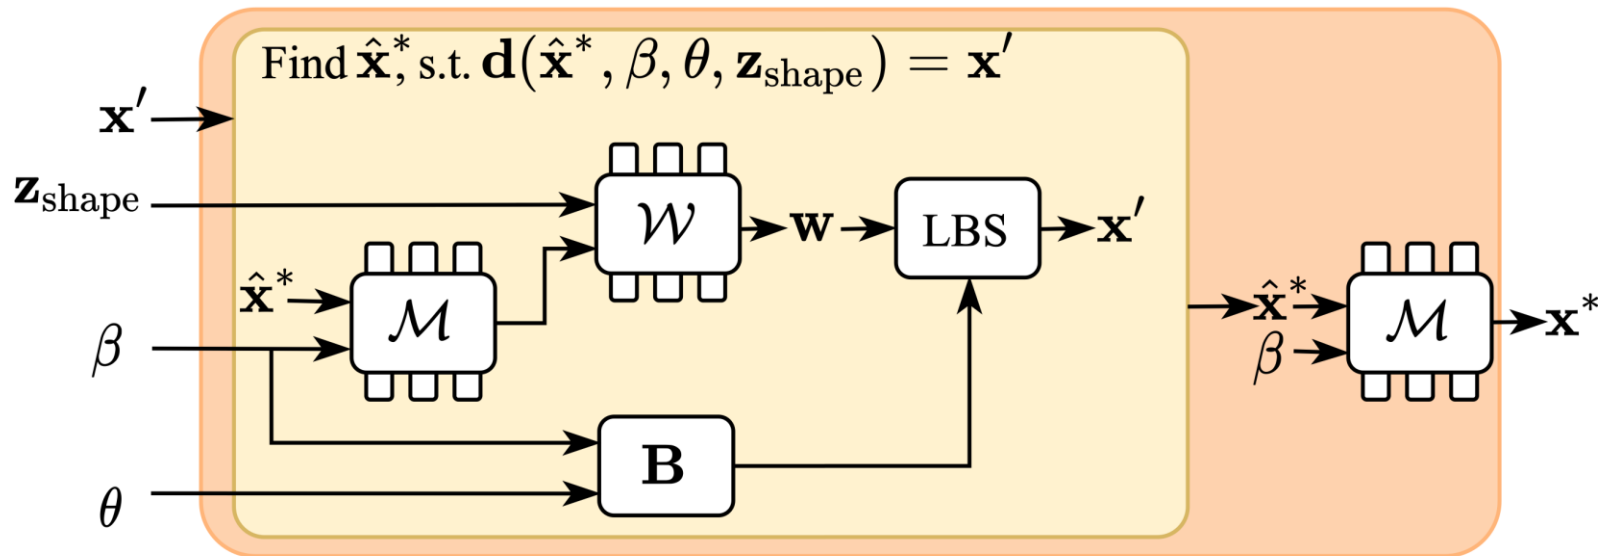 Find x̂*, s.t. d(x̂*, β, θ, z_shape) = x′
x′
z_shape
W
w
LBS
x′
x̂*
M
β
x̂*
β
M
x*
B
θ